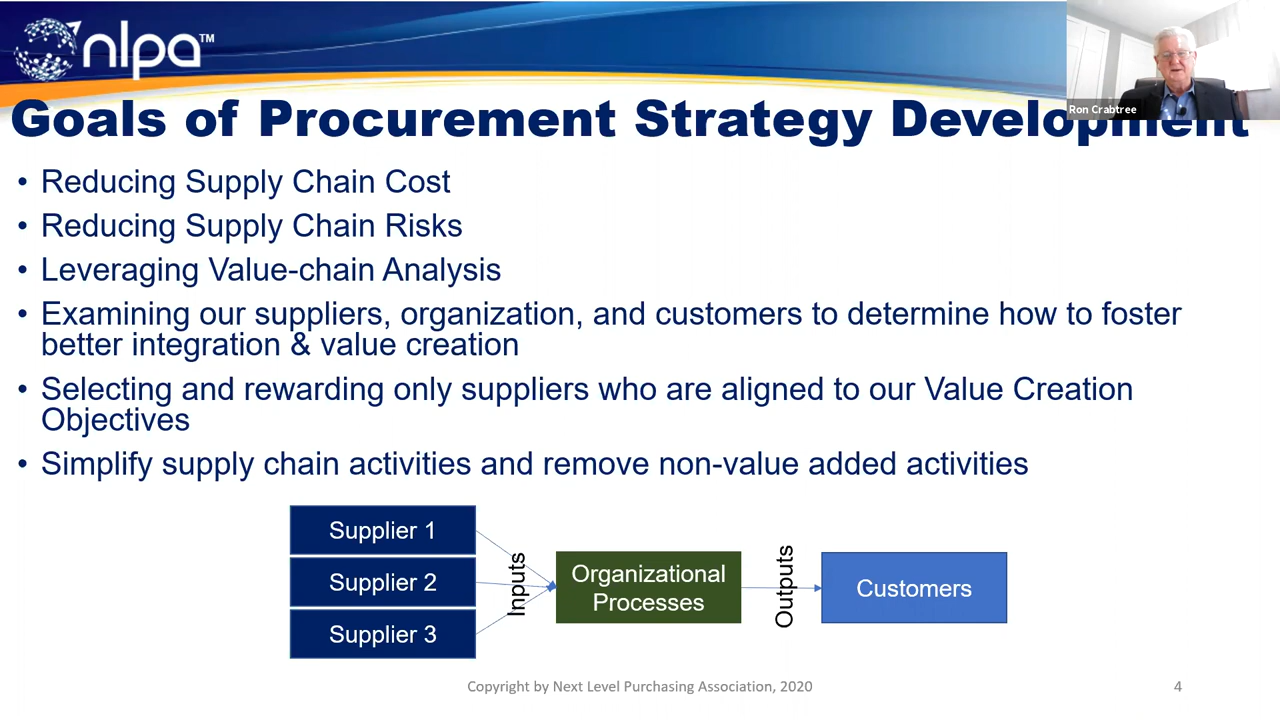 nlpa™
Ron Crabtree
Goals of Procurement Strategy Development
• Reducing Supply Chain Cost
• Reducing Supply Chain Risks
• Leveraging Value-chain Analysis
• Examining our suppliers, organization, and customers to determine how to foster
better integration & value creation
• Selecting and rewarding only suppliers who are aligned to our Value Creation
Objectives
• Simplify supply chain activities and remove non-value added activities
Supplier 1
Supplier 2
Supplier 3
Inputs
Organizational
Processes
Outputs
Customers
Copyright by Next Level Purchasing Association, 2020
4